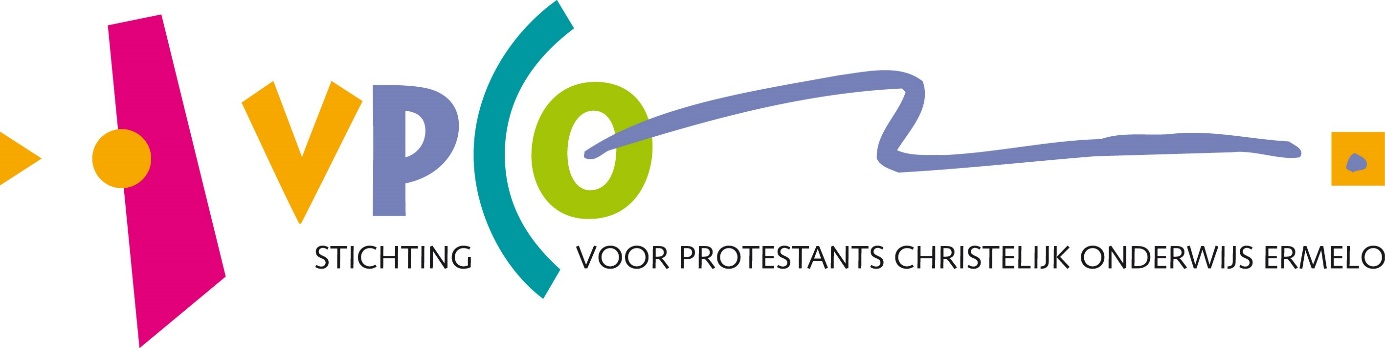 VPCO
STICHTING VOOR PROTESTANTS CHRISTELIJK ONDERWIJS ERMELO